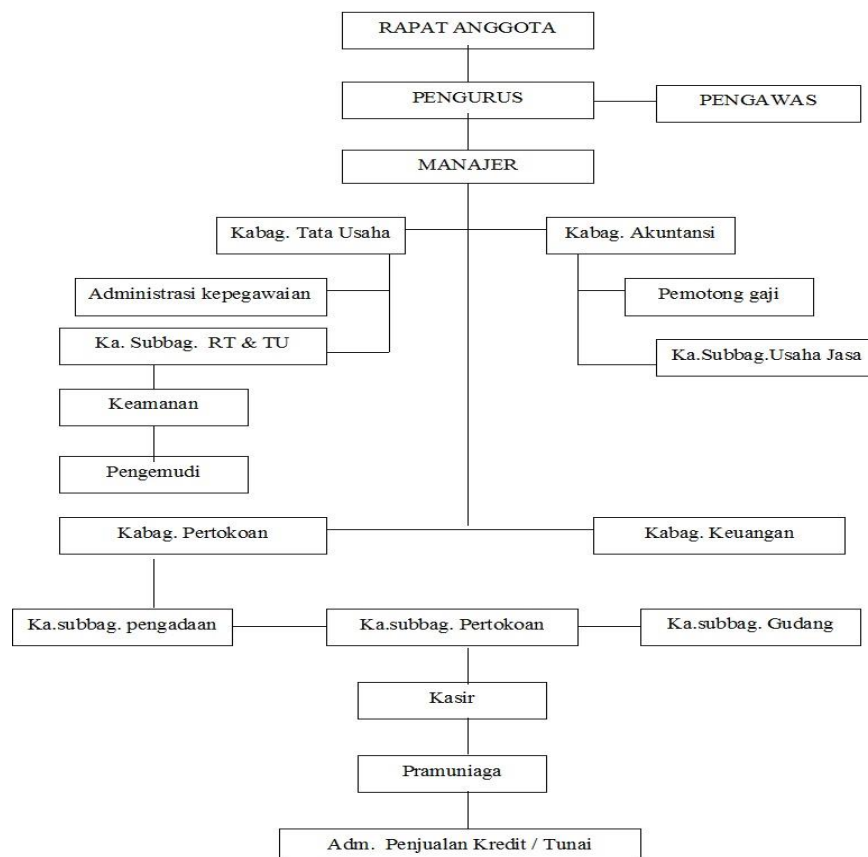 RAPAT ANGGOTA
PENGURUS
PENGAWAS
MANAJER
Kabag. Tata Usaha
Kabag. Akuntansi
Administrasi kepegawaian
Pemotong gaji
Ka. Subbag. RT & TU
Ka.Subbag.Usaha Jasa
Keamanan
Pengemudi
Kabag. Pertokoan
Kabag. Keuangan
Ka.subbag. pengadaan
Ka.subbag. Pertokoan
Ka.subbag. Gudang
Kasir
Pramuniaga
Adm. Penjualan Kredit / Tunai